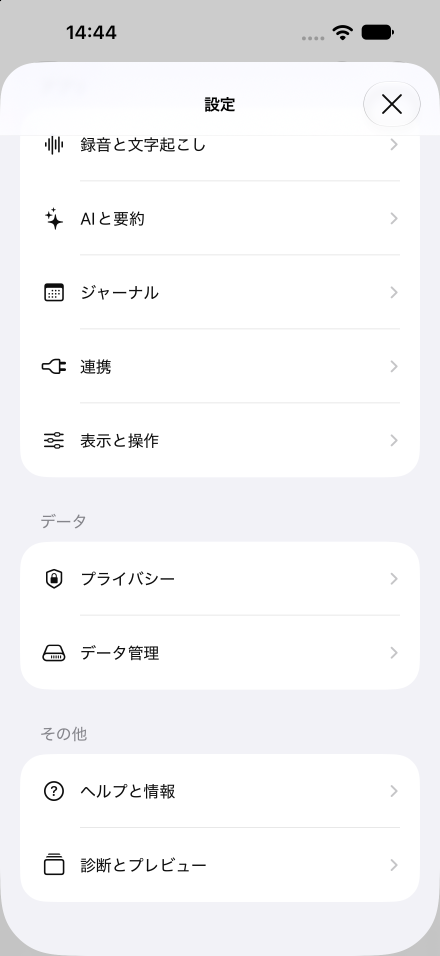 14:44
設定
録音と文字起こし
AIと要約
ジャーナル
連携
表示と操作
データ
プライバシー
データ管理
その他
ヘルプと情報
診断とプレビュー